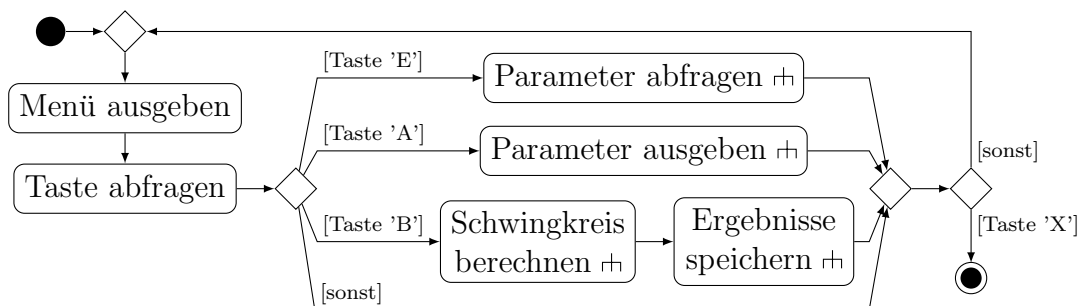 [Taste 'E']
Parameter abfragen
Menü ausgeben
[Taste 'A']
Parameter ausgeben
[sonst]
Taste abfragen
[Taste 'B']
Schwingkreis
berechnen
Ergebnisse
speichern
[Taste 'X']
[sonst]